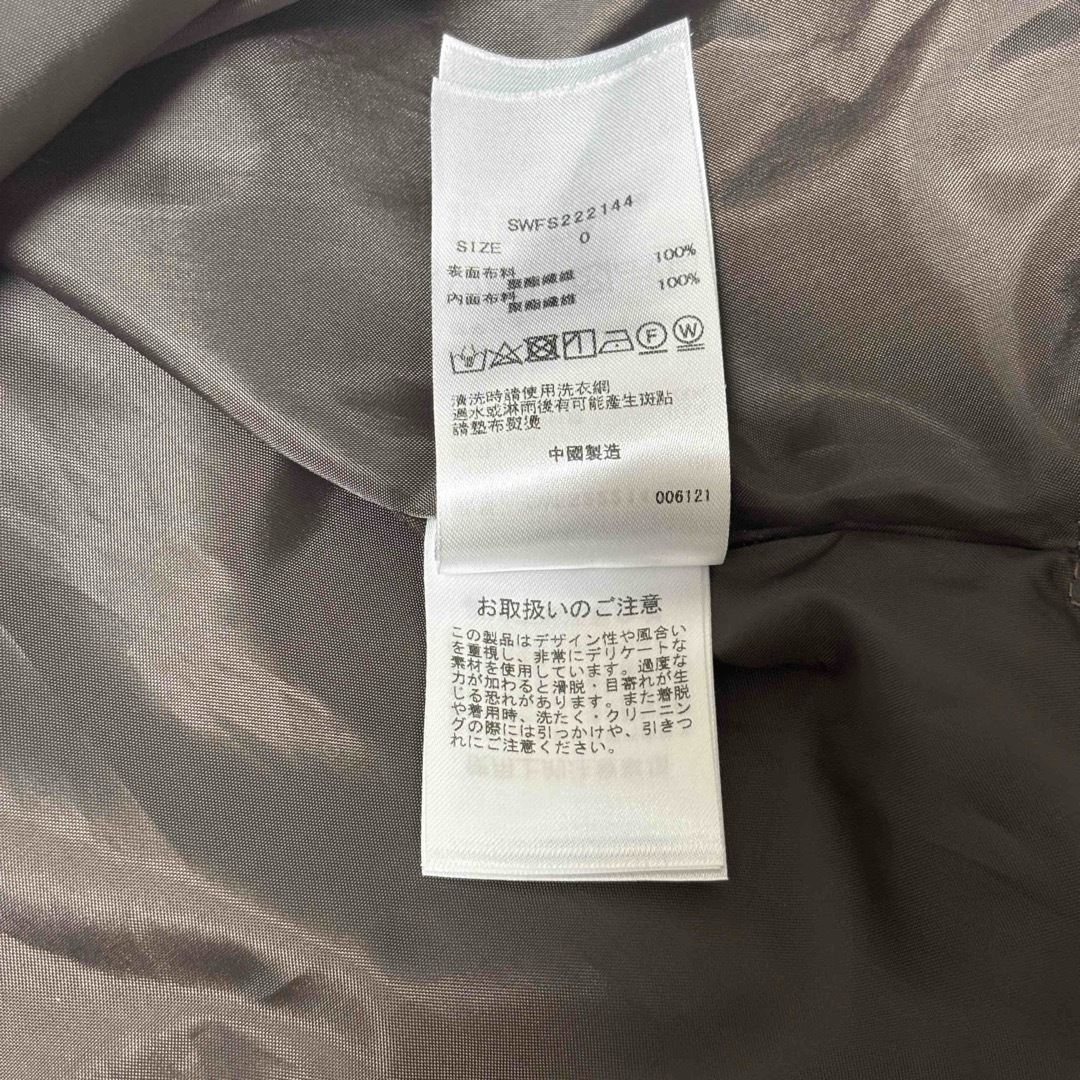 SWFS222144
SIZE 0
表面布料 100%
聚酯纖維
內面布料 100%
聚酯纖維
F W
清洗時請使用洗衣網
過水或淋雨後有可能產生斑點
請墊布熨燙
中國製造
006121
お取扱いのご注意
この製品はデザイン性や風合い
を重視し、非常にデリケートな
素材を使用しています。過度な
力が加わると滑脱・目寄れが生
じる恐れがあります。また着脱
や着用時、洗たく・クリーニン
グの際には引っかけや、引きつ
れにご注意ください。